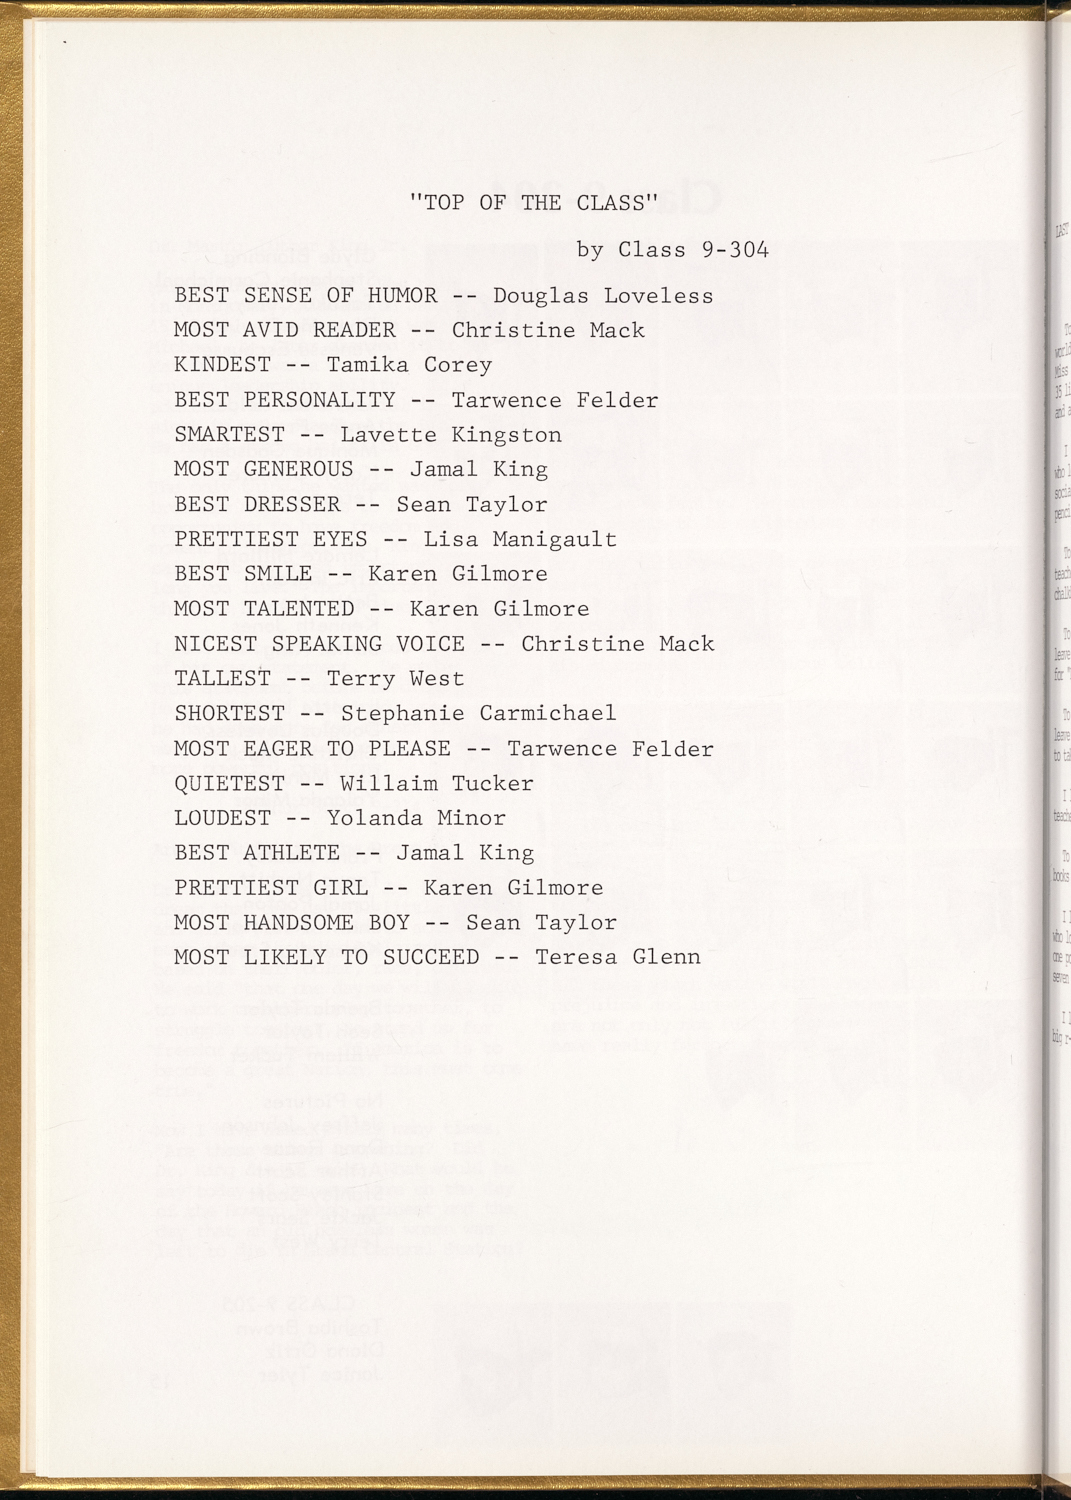 "TOP OF THE CLASS"
by Class 9-304
BEST SENSE OF HUMOR -- Douglas Loveless
MOST AVID READER -- Christine Mack
KINDEST -- Tamika Corey
BEST PERSONALITY -- Tarwence Felder
SMARTEST -- Lavette Kingston
MOST GENEROUS -- Jamal King
BEST DRESSER -- Sean Taylor
PRETTIEST EYES -- Lisa Manigault
BEST SMILE -- Karen Gilmore
MOST TALENTED -- Karen Gilmore
NICEST SPEAKING VOICE -- Christine Mack
TALLEST -- Terry West
SHORTEST -- Stephanie Carmichael
MOST EAGER TO PLEASE -- Tarwence Felder
QUIETEST -- Willaim Tucker
LOUDEST -- Yolanda Minor
BEST ATHLETE -- Jamal King
PRETTIEST GIRL -- Karen Gilmore
MOST HANDSOME BOY -- Sean Taylor
MOST LIKELY TO SUCCEED -- Teresa Glenn